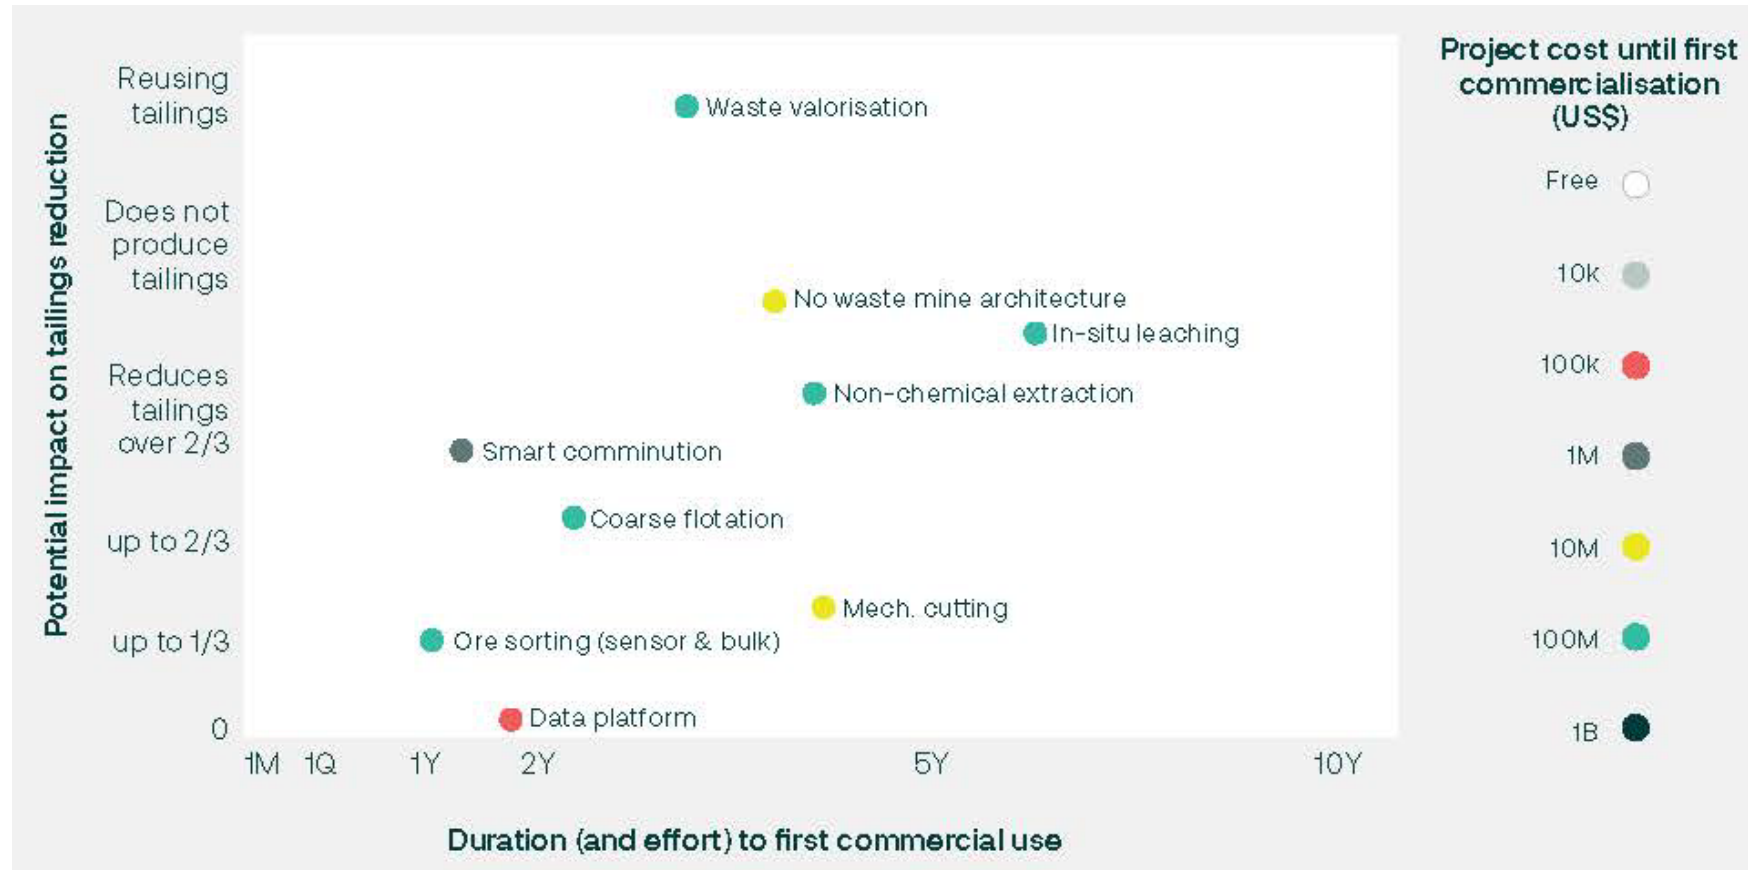 Potential impact on tailings reduction
Reusing
tailings
Does not
produce
tailings
Reduces
tailings
over 2/3
up to 2/3
up to 1/3
0
Waste valorisation
No waste mine architecture
In-situ leaching
Non-chemical extraction
Smart comminution
Coarse flotation
Mech. cutting
Ore sorting (sensor & bulk)
Data platform
1M
1Q
1Y
2Y
5Y
10Y
Duration (and effort) to first commercial use
Project cost until first
commercialisation
(US$)
Free
10k
100k
1M
10M
100M
1B